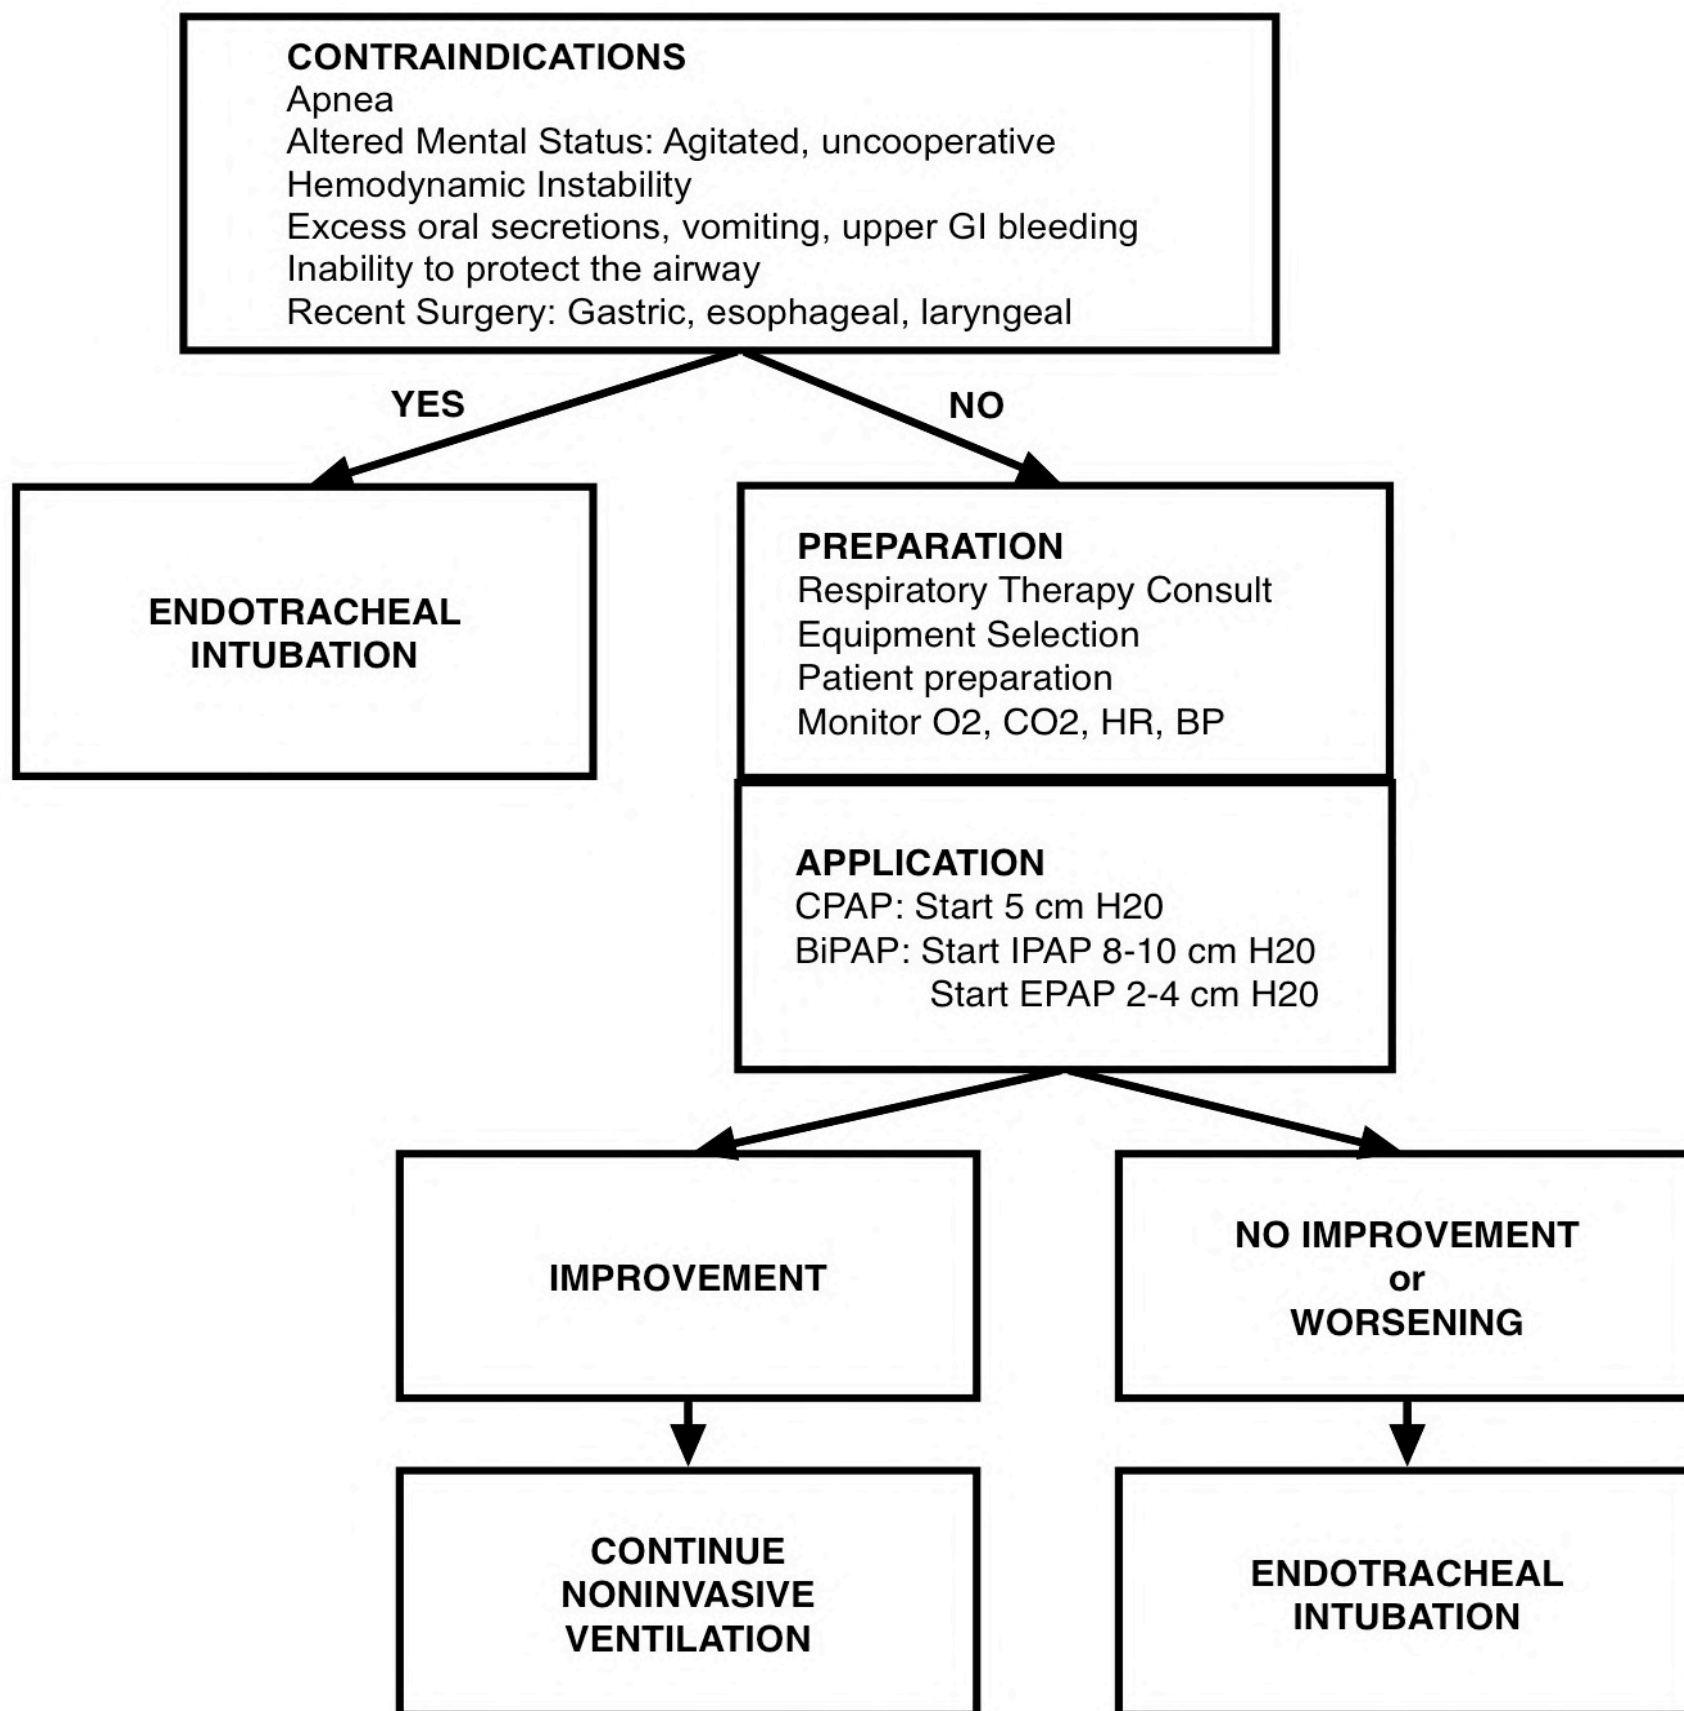 CONTRAINDICATIONS
Apnea
Altered Mental Status: Agitated, uncooperative
Hemodynamic Instability
Excess oral secretions, vomiting, upper GI bleeding
Inability to protect the airway
Recent Surgery: Gastric, esophageal, laryngeal
YES
NO
ENDOTRACHEAL
INTUBATION
PREPARATION
Respiratory Therapy Consult
Equipment Selection
Patient preparation
Monitor O2, CO2, HR, BP
APPLICATION
CPAP: Start 5 cm H20
BiPAP: Start IPAP 8-10 cm H20
Start EPAP 2-4 cm H20
IMPROVEMENT
NO IMPROVEMENT
or
WORSENING
CONTINUE
NONINVASIVE
VENTILATION
ENDOTRACHEAL
INTUBATION